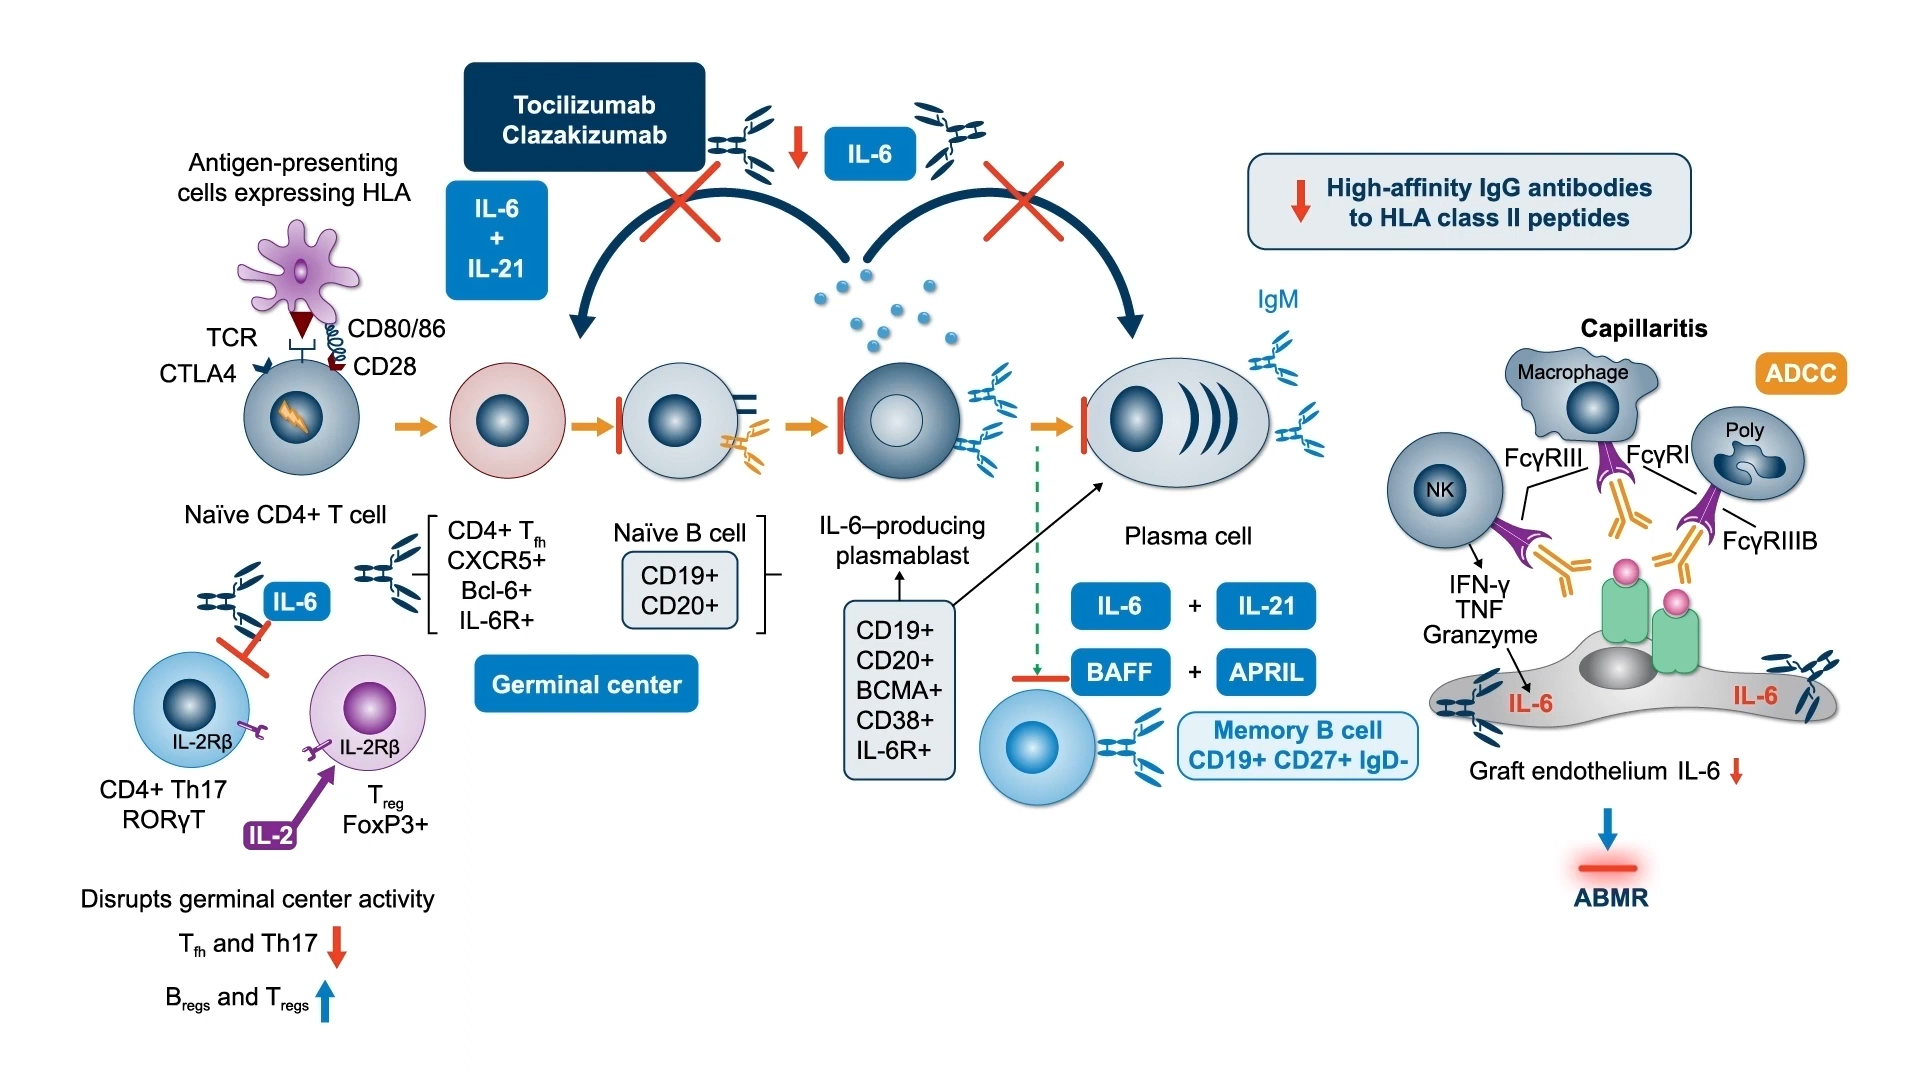 Tocilizumab
Clazakizumab
IL-6
IL-6
+
IL-21
Antigen-presenting
cells expressing HLA
TCR
CD80/86
CTLA4
CD28
Naïve CD4+ T cell
CD4+ Tfh
CXCR5+
Bcl-6+
IL-6R+
Naïve B cell
CD19+
CD20+
Germinal center
IL-6
IL-2Rβ
IL-2Rβ
CD4+ Th17
RORγT
IL-2
Treg
FoxP3+
Disrupts germinal center activity
Tfh and Th17
Bregs and Tregs
IL-6–producing
plasmablast
CD19+
CD20+
BCMA+
CD38+
IL-6R+
IgM
Plasma cell
IL-6 + IL-21
BAFF + APRIL
Memory B cell
CD19+ CD27+ IgD-
High-affinity IgG antibodies
to HLA class II peptides
Capillaritis
Macrophage
ADCC
Poly
NK
FcγRIII
FcγRI
FcγRIIIB
IFN-γ
TNF
Granzyme
IL-6
IL-6
Graft endothelium IL-6
ABMR